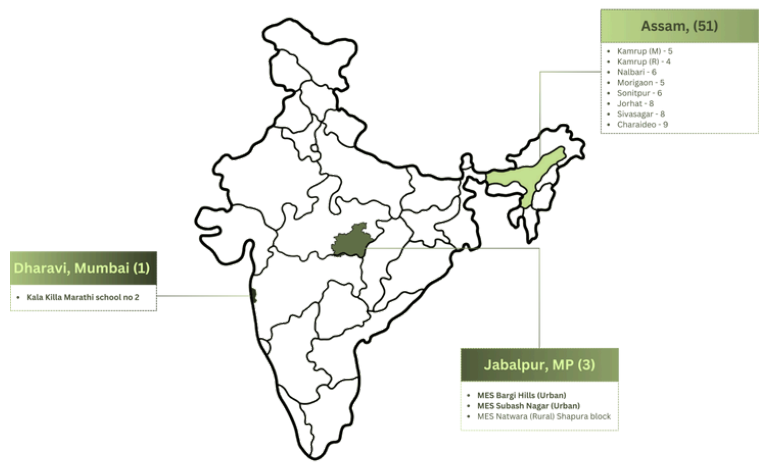 Assam, (51)
• Kamrup (M) - 5
• Kamrup (R) - 4
• Nalbari - 6
• Morigaon - 5
• Sonitpur - 6
• Jorhat - 8
• Sivasagar - 8
• Charaideo - 9
Dharavi, Mumbai (1)
• Kala Killa Marathi school no 2
Jabalpur, MP (3)
• MES Bargi Hills (Urban)
• MES Subash Nagar (Urban)
• MES Natwara (Rural) Shapura block